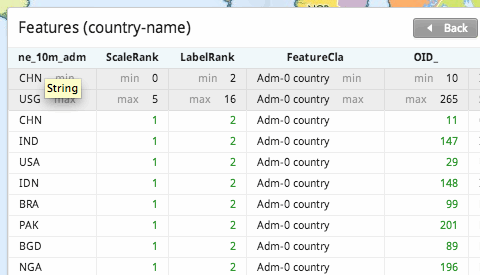 Features (country-name)
Back
ne_10m_adm ScaleRank LabelRank FeatureCla OID_
CHN min min 0 min 2 Adm-0 country min min 10
String
USG max max 5 max 16 Adm-0 country max max 265
CHN 1 2 Adm-0 country 11
IND 1 2 Adm-0 country 147
USA 1 2 Adm-0 country 29
IDN 1 2 Adm-0 country 148
BRA 1 2 Adm-0 country 99
PAK 1 2 Adm-0 country 201
BGD 1 2 Adm-0 country 89
NGA 1 2 Adm-0 country 196